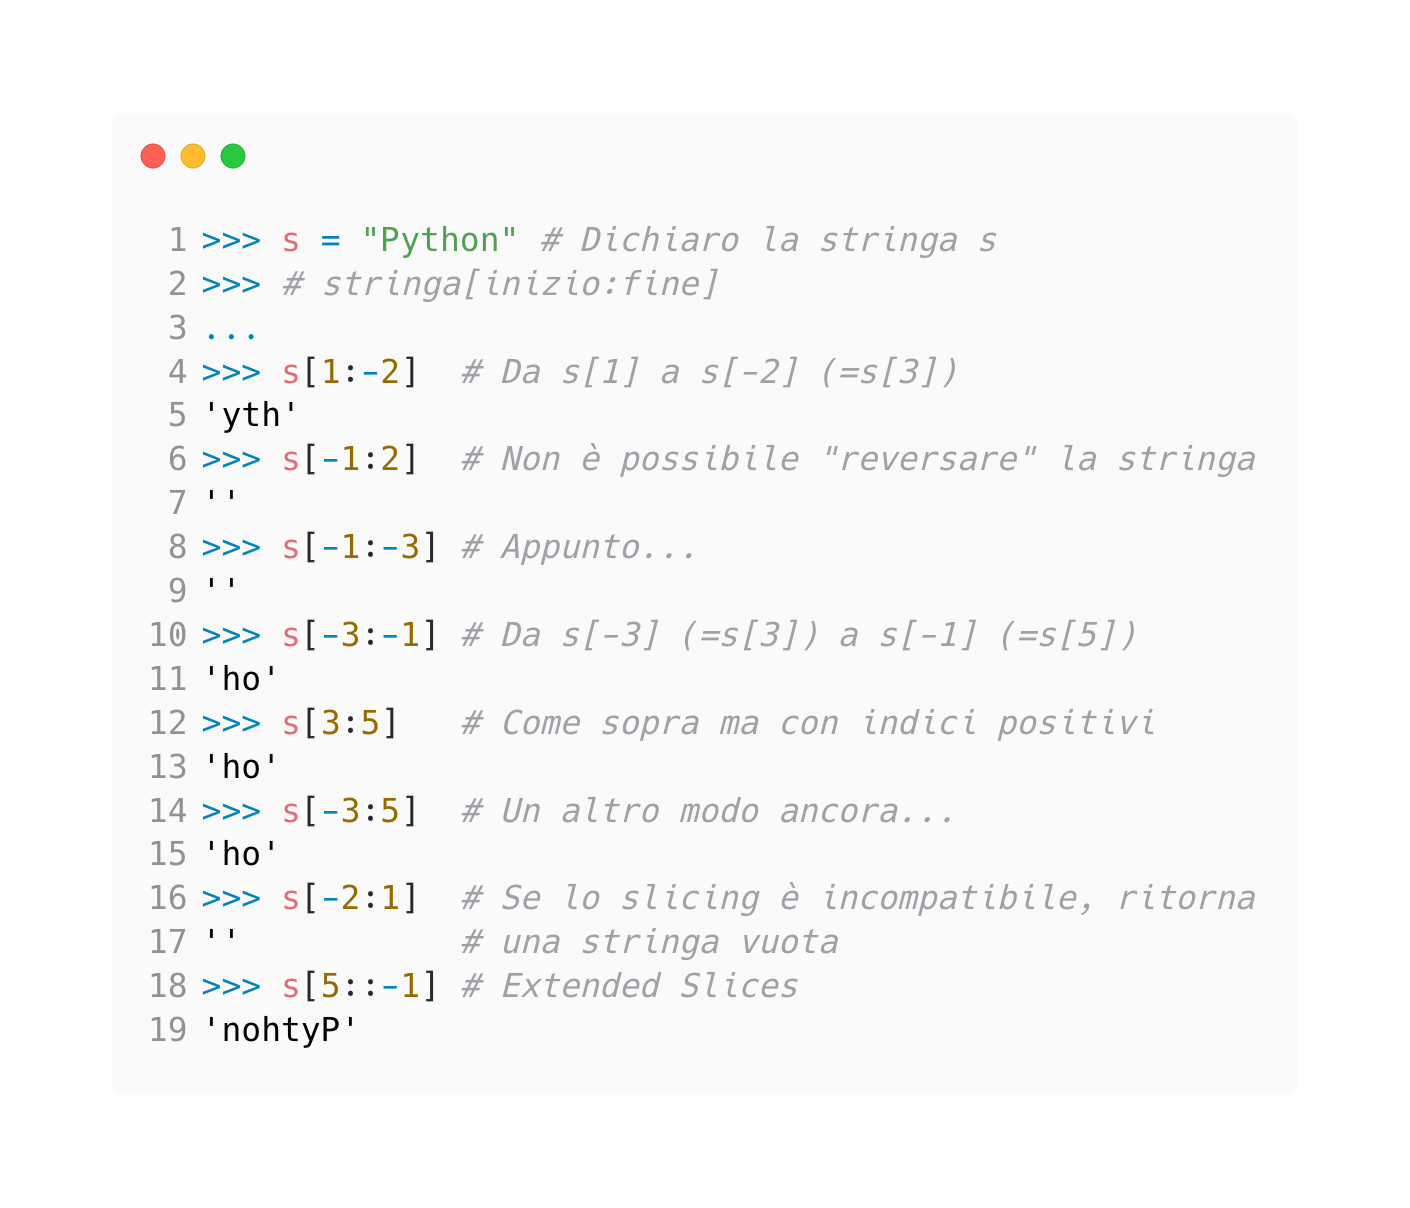 1 >>> s = "Python" # Dichiaro la stringa s
2 >>> # stringa[inizio:fine]
3 ...
4 >>> s[1:-2]  # Da s[1] a s[-2] (=s[3])
5 'yth'
6 >>> s[-1:2]  # Non è possibile "reversare" la stringa
7 ''
8 >>> s[-1:-3] # Appunto...
9 ''
10 >>> s[-3:-1] # Da s[-3] (=s[3]) a s[-1] (=s[5])
11 'ho'
12 >>> s[3:5]   # Come sopra ma con indici positivi
13 'ho'
14 >>> s[-3:5]  # Un altro modo ancora...
15 'ho'
16 >>> s[-2:1]  # Se lo slicing è incompatibile, ritorna
17 ''           # una stringa vuota
18 >>> s[5::-1] # Extended Slices
19 'nohtyP'